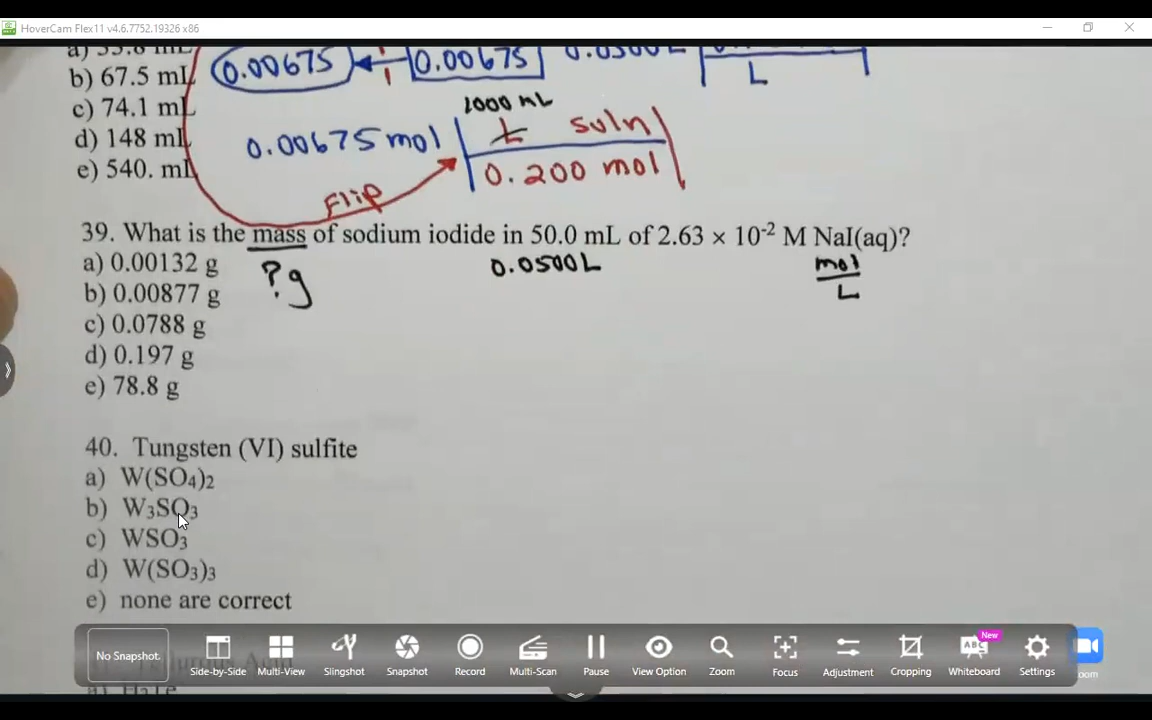 HoverCam Flex11 v4.6.7752.19326 x86
b) 67.5 mL
0.00675
0.00675
1
L
c) 74.1 mL
1000 mL
d) 148 mL
0.00675 mol
L soln
e) 540. mL
0.200 mol
Flip
39. What is the mass of sodium iodide in 50.0 mL of 2.63 × 10⁻² M NaI(aq)?
a) 0.00132 g
? g
0.0500L
mol
L
b) 0.00877 g
c) 0.0788 g
d) 0.197 g
e) 78.8 g
40. Tungsten (VI) sulfite
a) W(SO₄)₂
b) W₃SO₃
c) WSO₃
d) W(SO₃)₃
e) none are correct
No Snapshot.
Side-by-Side
Multi-View
Slingshot
Snapshot
Record
Multi-Scan
Pause
View Option
Zoom
Focus
Adjustment
Cropping
New
ABC
Whiteboard
Settings
oom